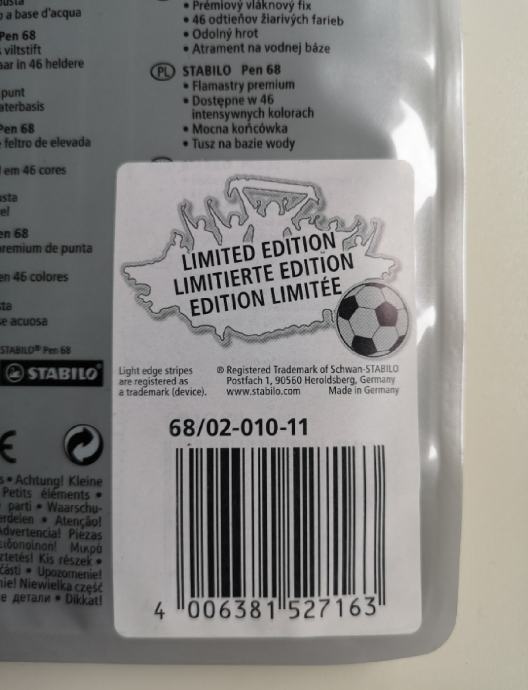 a base d'acqua
Pen 68
viltstift
aar in 46 heldere
punt
aterbasis
Pen 68
feltro de elevada
em 46 cores
en 68
premium de punta
en 46 colores
se acuosa
STABILO® Pen 68
STABILO®
CE
• Prémiový vláknový fix
• 46 odtieňov žiarivých farieb
• Odolný hrot
• Atrament na vodnej báze
PL STABILO Pen 68
• Flamastry premium
• Dostępne w 46
intensywnych kolorach
• Mocna końcówka
• Tusz na bazie wody
LIMITED EDITION
LIMITIERTE EDITION
EDITION LIMITÉE
Light edge stripes
are registered as
a trademark (device).
® Registered Trademark of Schwan-STABILO
Postfach 1, 90560 Heroldsberg, Germany
www.stabilo.com Made in Germany
68/02-010-11
4 006381 527163
• Achtung! Kleine
Petits éléments •
parti • Waarschu-
• Atenção!
Advertencia! Piezas
Μικρά
Kis részek •
části • Upozornenie!
Niewielka część
е детали • Dikkat!